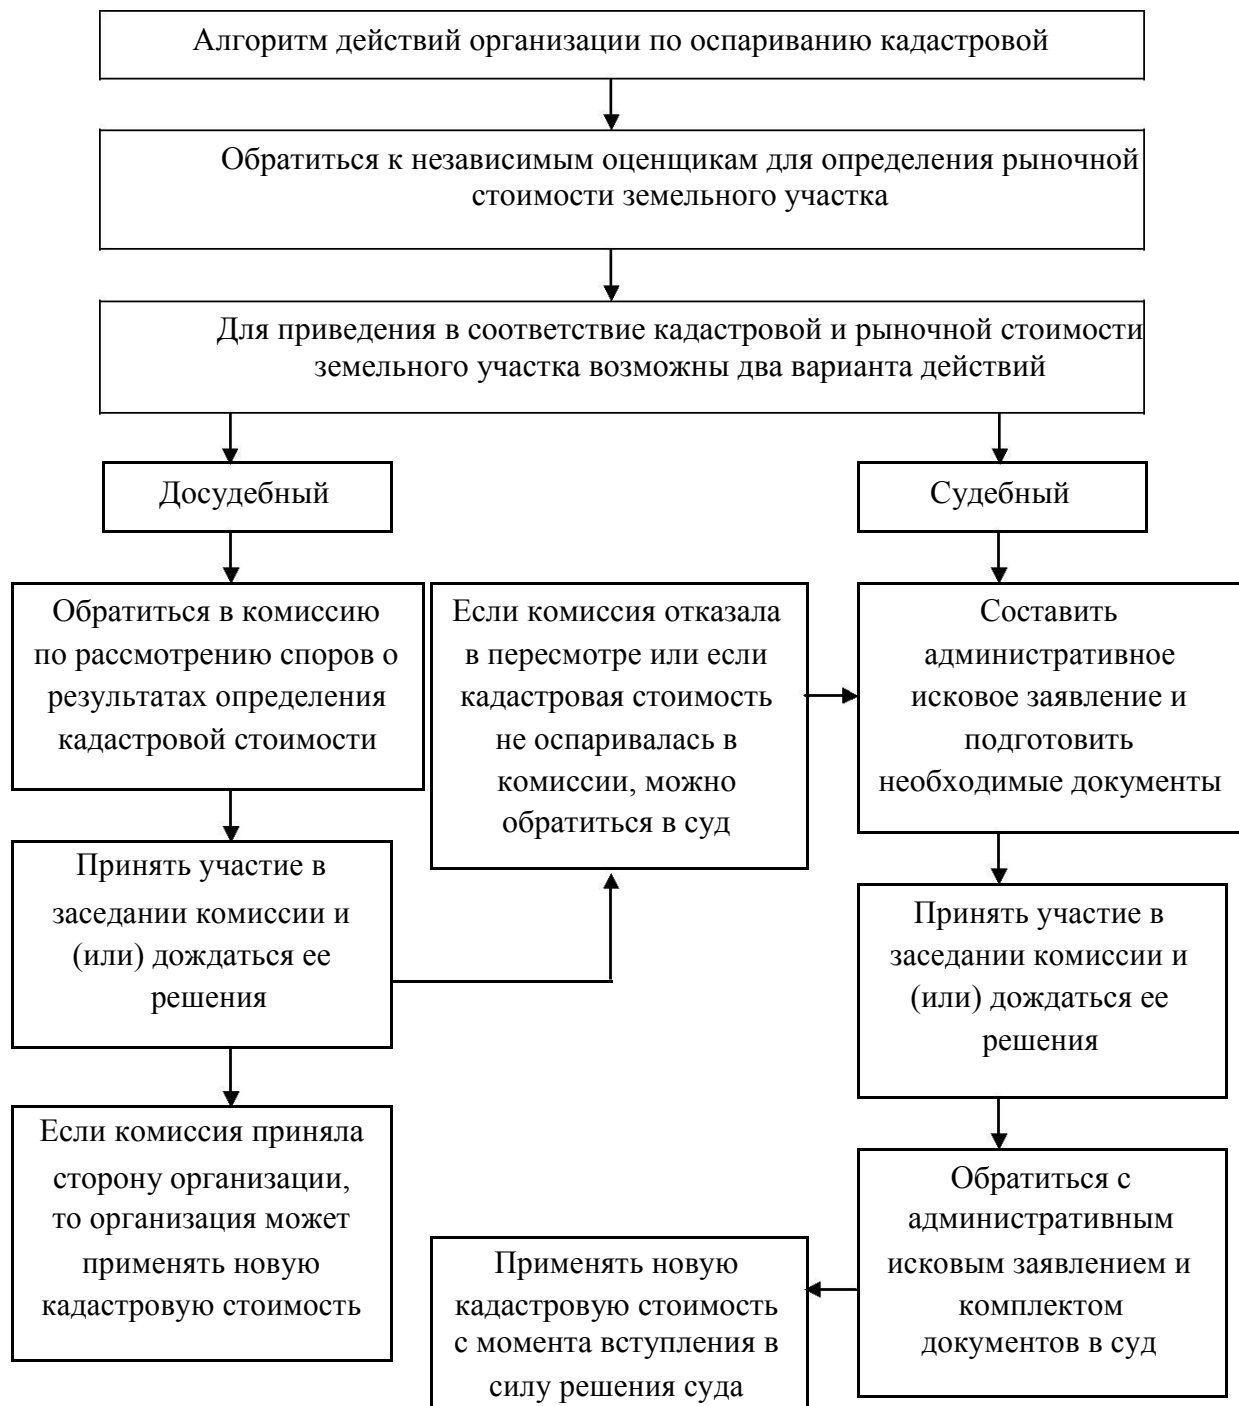 Алгоритм действий организации по оспариванию кадастровой
Обратиться к независимым оценщикам для определения рыночной
стоимости земельного участка
Для приведения в соответствие кадастровой и рыночной стоимости
земельного участка возможны два варианта действий
Досудебный
Судебный
Обратиться в комиссию
по рассмотрению споров о
результатах определения
кадастровой стоимости
Если комиссия отказала
в пересмотре или если
кадастровая стоимость
не оспаривалась в
комиссии, можно
обратиться в суд
Составить
административное
исковое заявление и
подготовить
необходимые документы
Принять участие в
заседании комиссии и
(или) дождаться ее
решения
Принять участие в
заседании комиссии и
(или) дождаться ее
решения
Если комиссия приняла
сторону организации,
то организация может
применять новую
кадастровую стоимость
Обратиться с
административным
исковым заявлением и
комплектом
документов в суд
Применять новую
кадастровую стоимость
с момента вступления в
силу решения суда